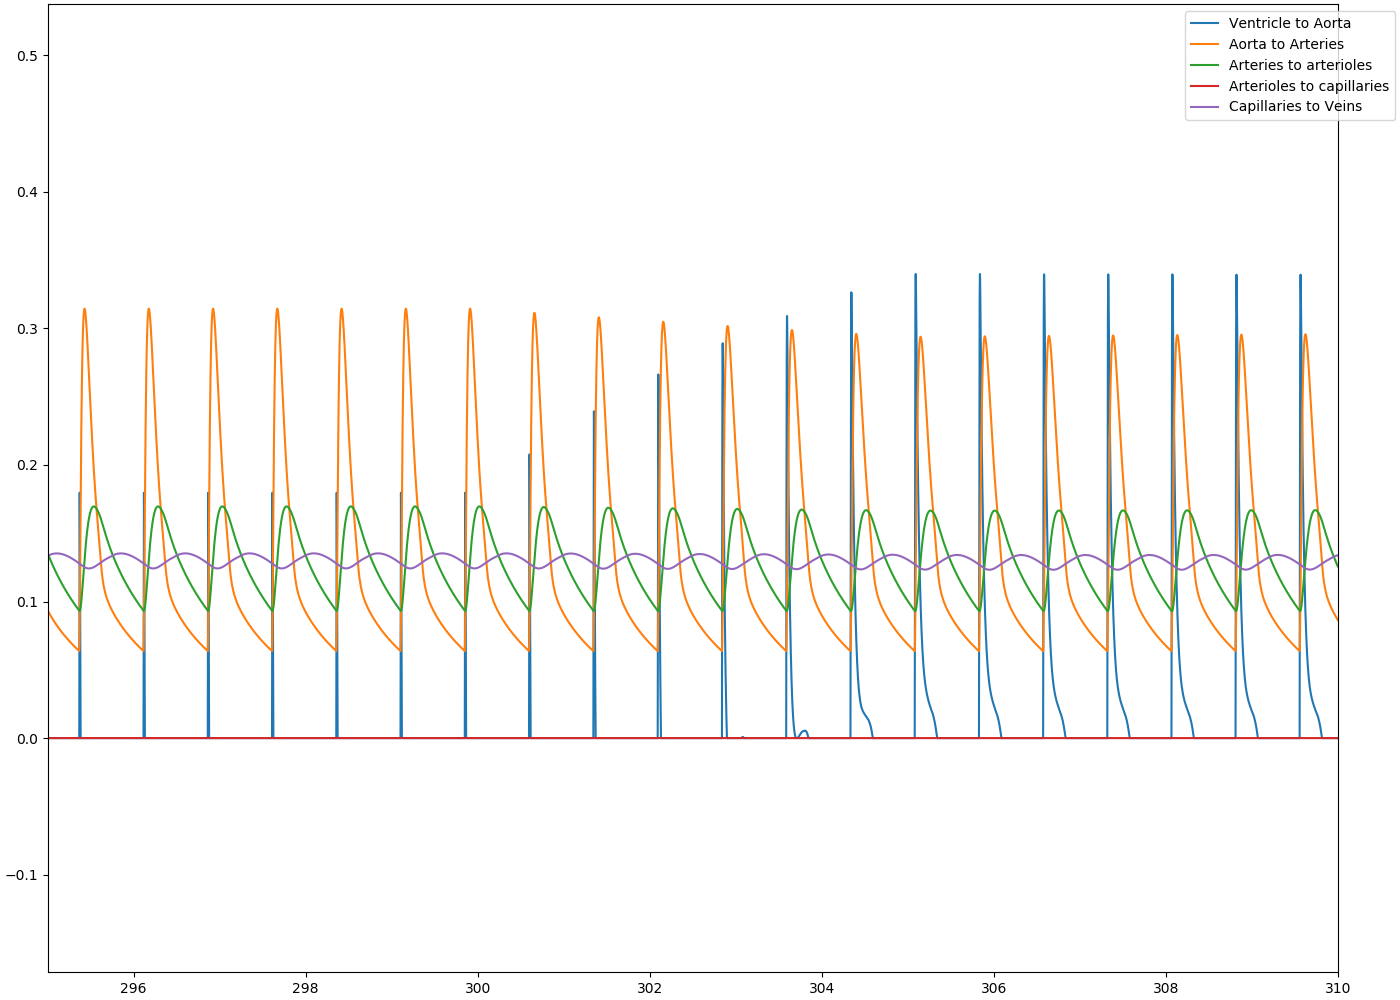 Ventricle to Aorta
Aorta to Arteries
Arteries to arterioles
Arterioles to capillaries
Capillaries to Veins
0.5
0.4
0.3
0.2
0.1
0.0
−0.1
296 298 300 302 304 306 308 310